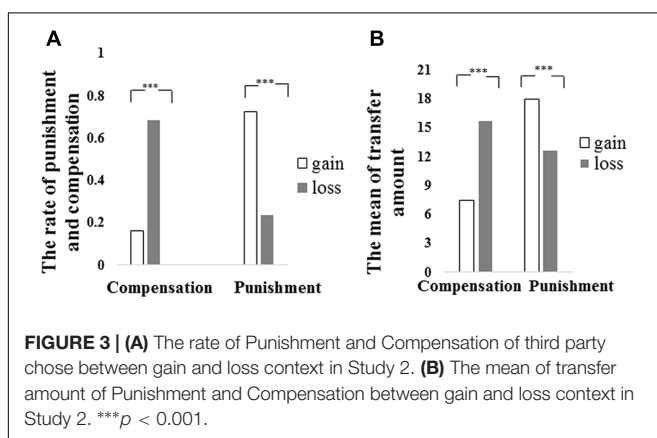 A
The rate of punishment
and compensation
1
0.8
0.6
0.4
0.2
0
***
***
gain
loss
Compensation Punishment
B
The mean of transfer
amount
21
18
15
12
9
6
3
0
***
***
gain
loss
Compensation Punishment
FIGURE 3 | (A) The rate of Punishment and Compensation of third party
chose between gain and loss context in Study 2. (B) The mean of transfer
amount of Punishment and Compensation between gain and loss context in
Study 2. ***p < 0.001.